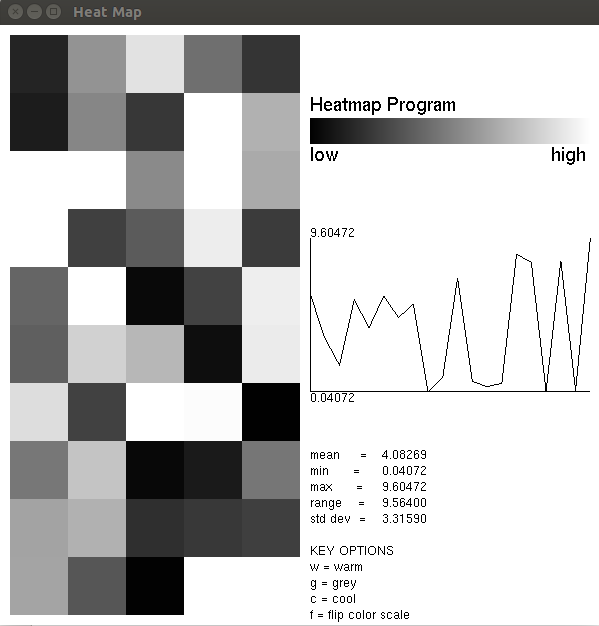 Heat Map
Heatmap Program
low high
9.60472
0.04072
mean = 4.08269
min = 0.04072
max = 9.60472
range = 9.56400
std dev = 3.31590
KEY OPTIONS
w = warm
g = grey
c = cool
f = flip color scale